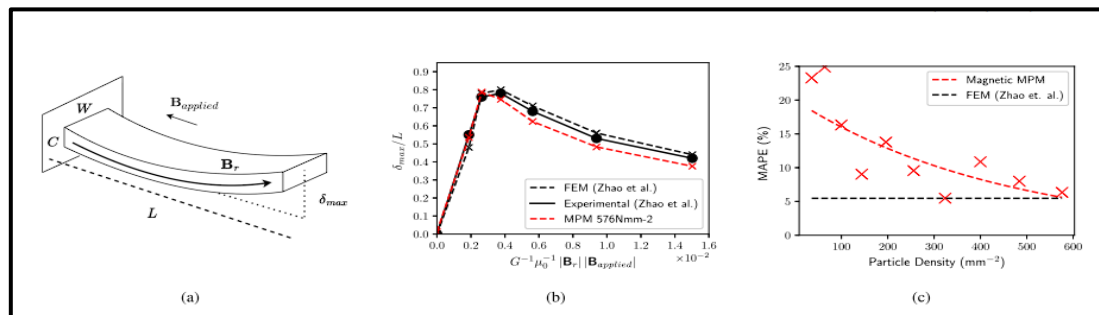 W
B_applied
C
B_r
L
δ_max
(a)
δ_max/L
0.9
0.8
0.7
0.6
0.5
0.4
0.3
0.2
0.1
0.0
FEM (Zhao et al.)
Experimental (Zhao et al.)
MPM 576Nmm-2
0.0 0.2 0.4 0.6 0.8 1.0 1.2 1.4 1.6
×10⁻²
G⁻¹μ₀⁻¹|B_r||B_applied|
(b)
MAPE (%)
25
20
15
10
5
0
Magnetic MPM
FEM (Zhao et. al.)
100 200 300 400 500 600
Particle Density (mm⁻²)
(c)